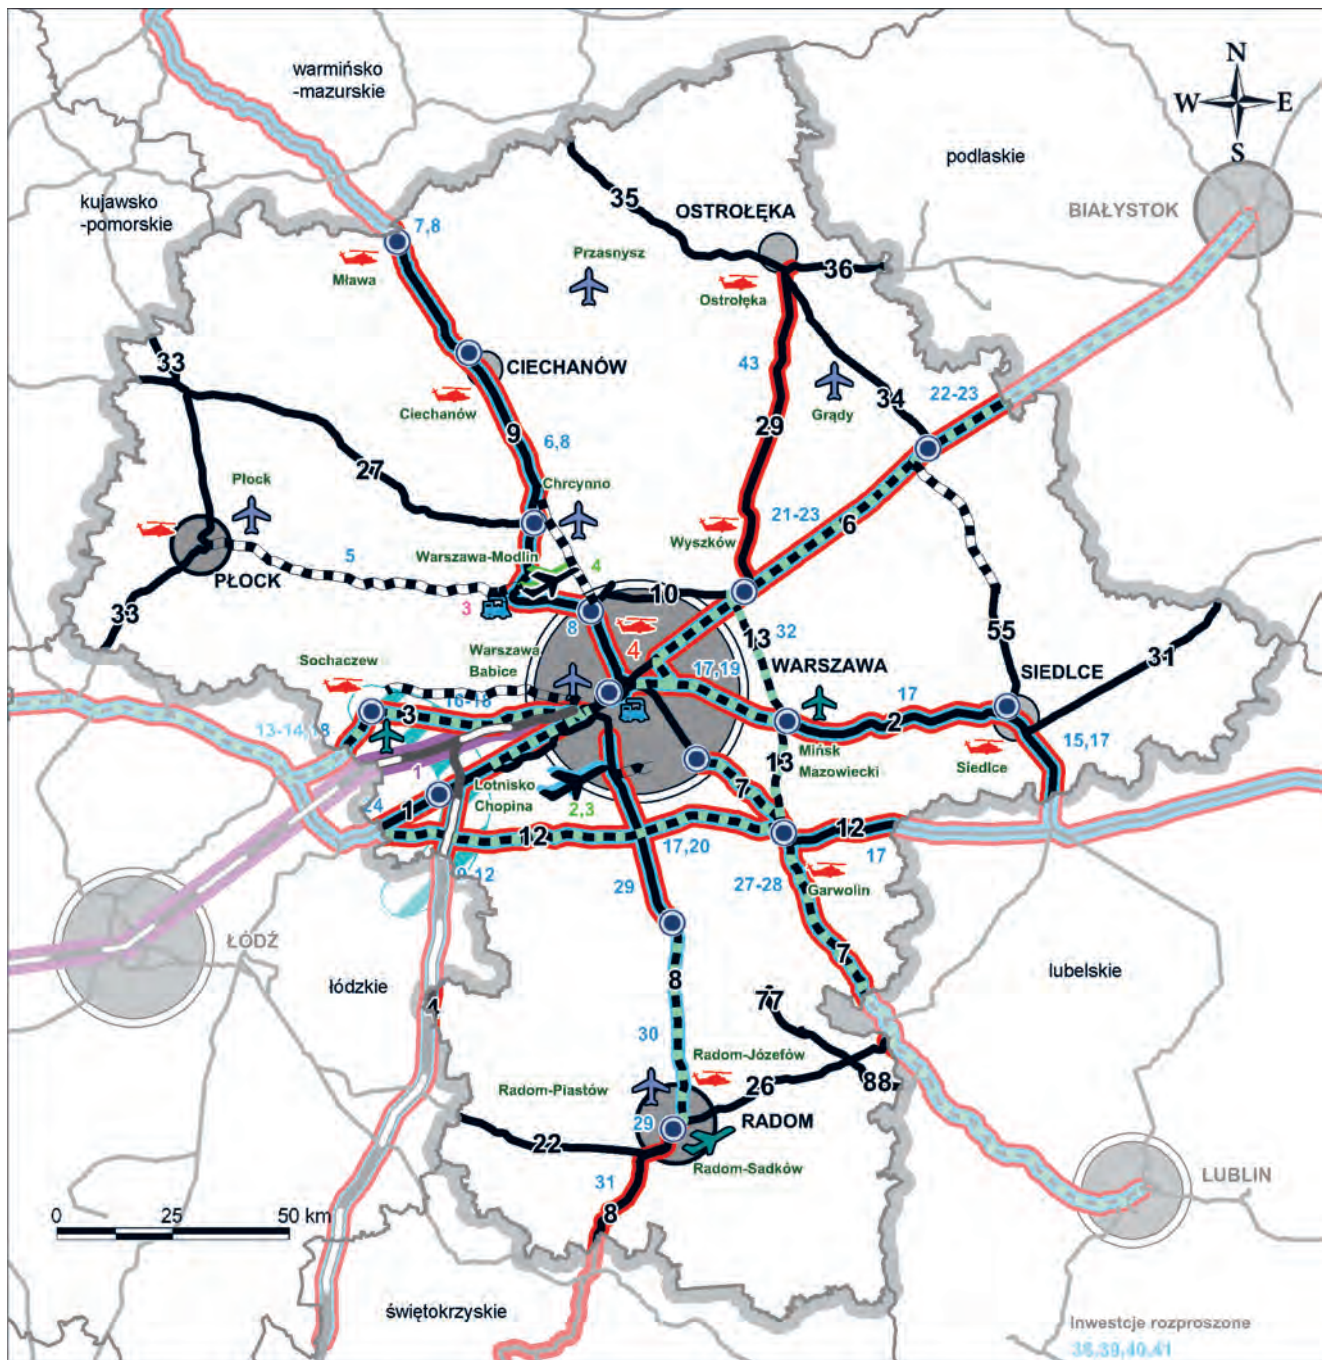 warmińsko
-mazurskie
N
W
E
S
podlaskie
kujawsko
-pomorskie
BIAŁYSTOK
35
OSTROŁĘKA
7,8
Przasnysz
36
Mława
Ostrołęka
33
CIECHANÓW
43
22-23
Ciechanów
Grądy
34
9
6,8
29
27
Płock
Chrcynno
21-23
6
Wyszków
Warszawa-Modlin
5
4
PŁOCK
3
10
33
8
4
13
32
55
31
Warszawa
Babice
Sochaczew
17,19
WARSZAWA
SIEDLCE
16-18
17
3
2
13-14,18
15,17
1
Mińsk
Mazowiecki
Siedlce
13
Lotnisko
Chopina
7
24
1
2,3
12
12
17,20
17
9-12
29
27-28
Garwolin
ŁÓDŹ
7
lubelskie
łódzkie
8
77
1
30
Radom-Józefów
26
88
Radom-Piastów
29
RADOM
22
Radom-Sadków
31
LUBLIN
8
0
25
50 km
świętokrzyskie
Inwestcje rozproszone
38,39,40,41